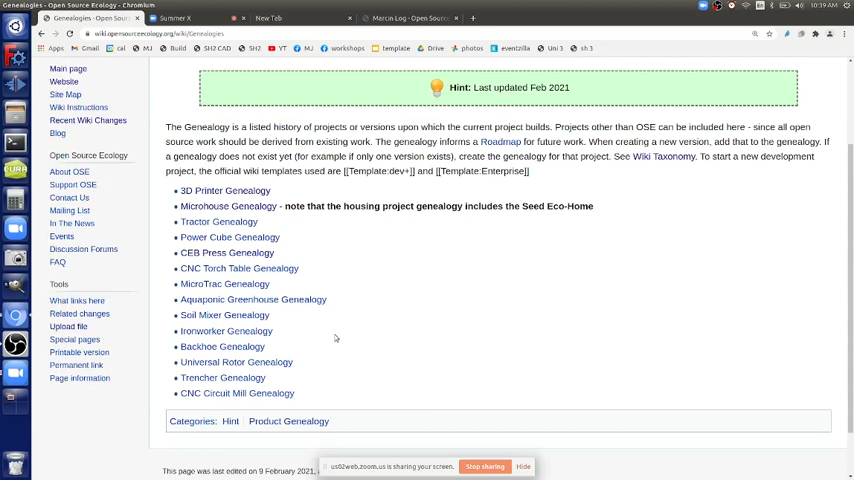 Genealogies - Open Source Ecology - Chromium
10:39 AM
Genealogies - Open Sour
Summer X
New Tab
Marcin Log - Open Source
wiki.opensourceecology.org/wiki/Genealogies
Apps
Gmail
cal
MJ
Build
SH2 CAD
SH2
YT
MJ
workshops
template
Drive
photos
eventzilla
Uni 3
sh 3
Main page
Website
Site Map
Wiki Instructions
Recent Wiki Changes
Blog
Open Source Ecology
About OSE
Support OSE
Contact Us
Mailing List
In The News
Events
Discussion Forums
FAQ
Tools
What links here
Related changes
Upload file
Special pages
Printable version
Permanent link
Page information
Hint: Last updated Feb 2021
The Genealogy is a listed history of projects or versions upon which the current project builds. Projects other than OSE can be included here - since all open
source work should be derived from existing work. The genealogy informs a Roadmap for future work. When creating a new version, add that to the genealogy. If
a genealogy does not exist yet (for example if only one version exists), create the genealogy for that project. See Wiki Taxonomy. To start a new development
project, the official wiki templates used are [[Template:dev+]] and [[Template:Enterprise]]
3D Printer Genealogy
Microhouse Genealogy - note that the housing project genealogy includes the Seed Eco-Home
Tractor Genealogy
Power Cube Genealogy
CEB Press Genealogy
CNC Torch Table Genealogy
MicroTrac Genealogy
Aquaponic Greenhouse Genealogy
Soil Mixer Genealogy
Ironworker Genealogy
Backhoe Genealogy
Universal Rotor Genealogy
Trencher Genealogy
CNC Circuit Mill Genealogy
Categories: Hint | Product Genealogy
This page was last edited on 9 February 2021,
us02web.zoom.us is sharing your screen.
Stop sharing
Hide
CURA